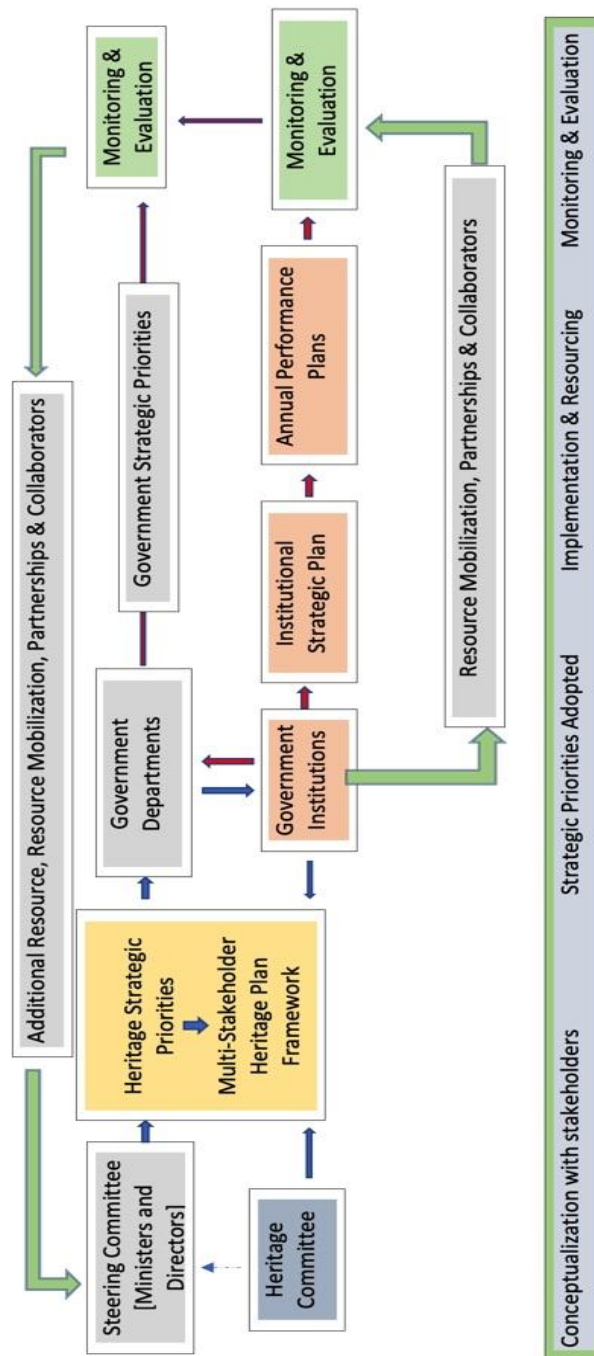 Additional Resource, Resource Mobilization, Partnerships & Collaborators
Steering Committee
[Ministers and
Directors]
Heritage Strategic
Priorities
Multi-Stakeholder
Heritage Plan
Framework
Government
Departments
Government Strategic Priorities
Monitoring &
Evaluation
Heritage
Committee
Government
Institutions
Institutional
Strategic Plan
Annual Performance
Plans
Monitoring &
Evaluation
Resource Mobilization, Partnerships & Collaborators
Conceptualization with stakeholders
Strategic Priorities Adopted
Implementation & Resourcing
Monitoring & Evaluation